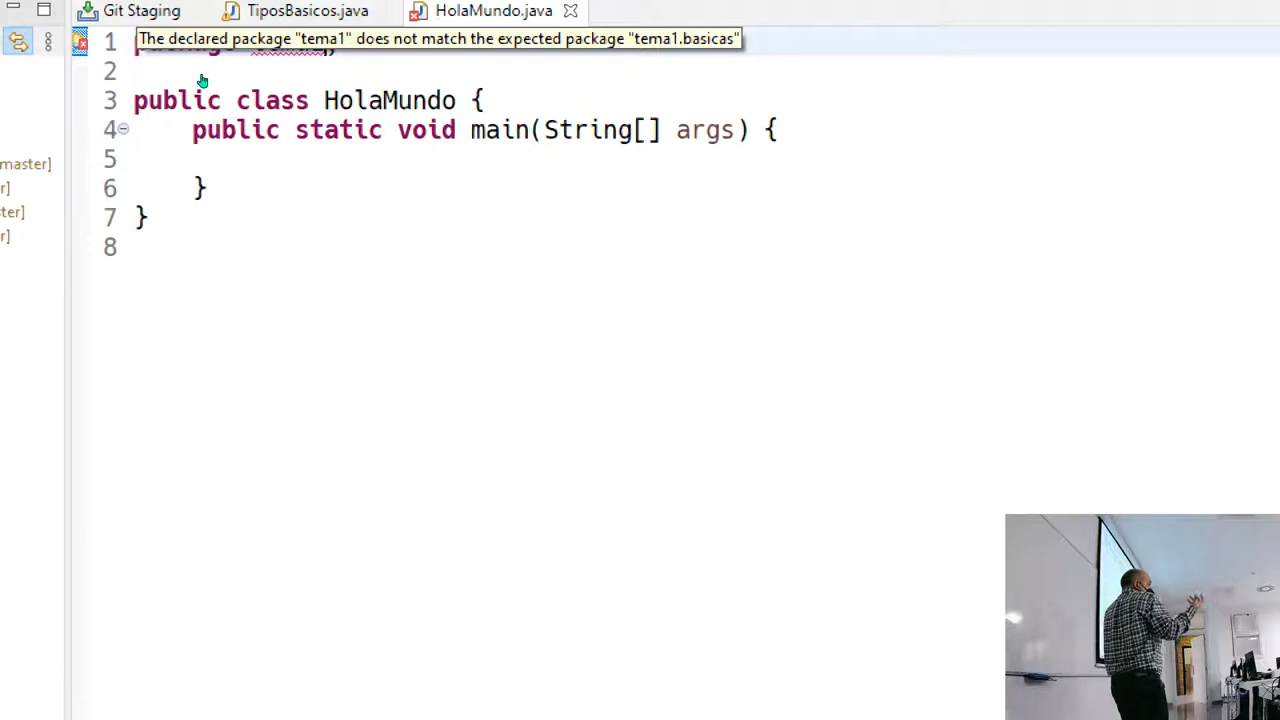 Git Staging TiposBasicos.java HolaMundo.java
1 The declared package "tema1" does not match the expected package "tema1.basicas"
2
3 public class HolaMundo {
4 public static void main(String[] args) {
5
master]
6 }
r]
7 }
ster]
8
r]